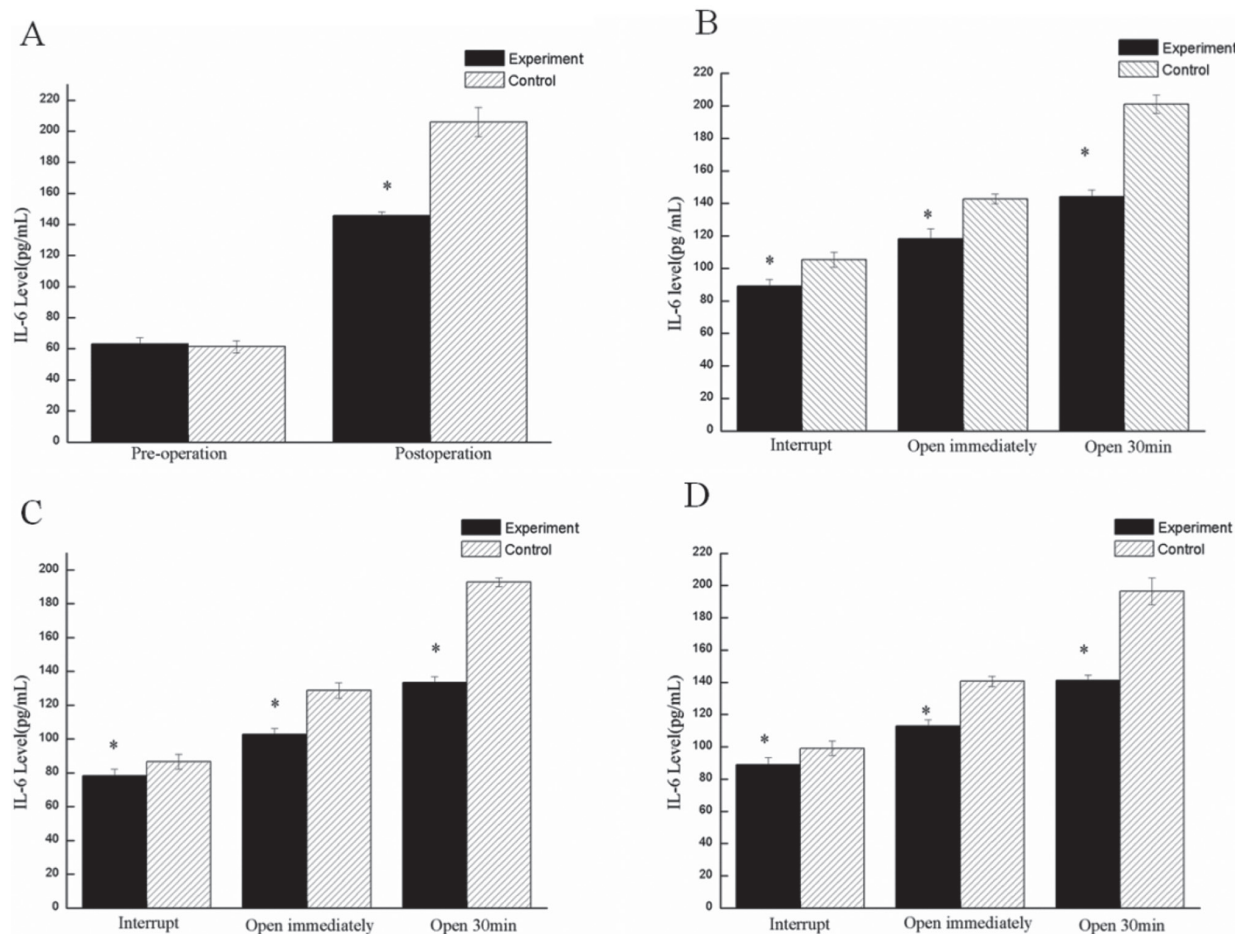 A
Experiment
Control
220
200
180
160
140
120
100
80
60
40
20
0
IL-6 Level(pg/mL)
*
Pre-operation
Postoperation
B
Experiment
Control
220
200
180
160
140
120
100
80
60
40
20
0
IL-6 level(pg /mL)
*
*
*
Interrupt
Open immediately
Open 30min
C
Experiment
Control
200
180
160
140
120
100
80
60
40
20
0
IL-6 Level(pg/mL)
*
*
*
Interrupt
Open immediately
Open 30min
D
Experiment
Control
220
200
180
160
140
120
100
80
60
40
20
0
IL-6 Level(pg/mL)
*
*
*
Interrupt
Open immediately
Open 30min